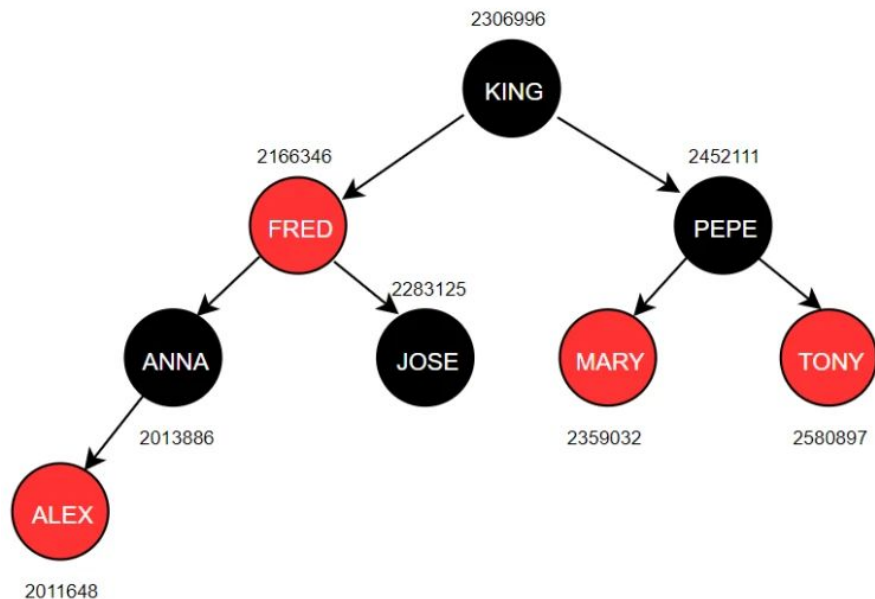 2306996
KING
2166346
2452111
FRED
PEPE
2283125
ANNA
JOSE
MARY
TONY
2013886
2359032
2580897
ALEX
2011648